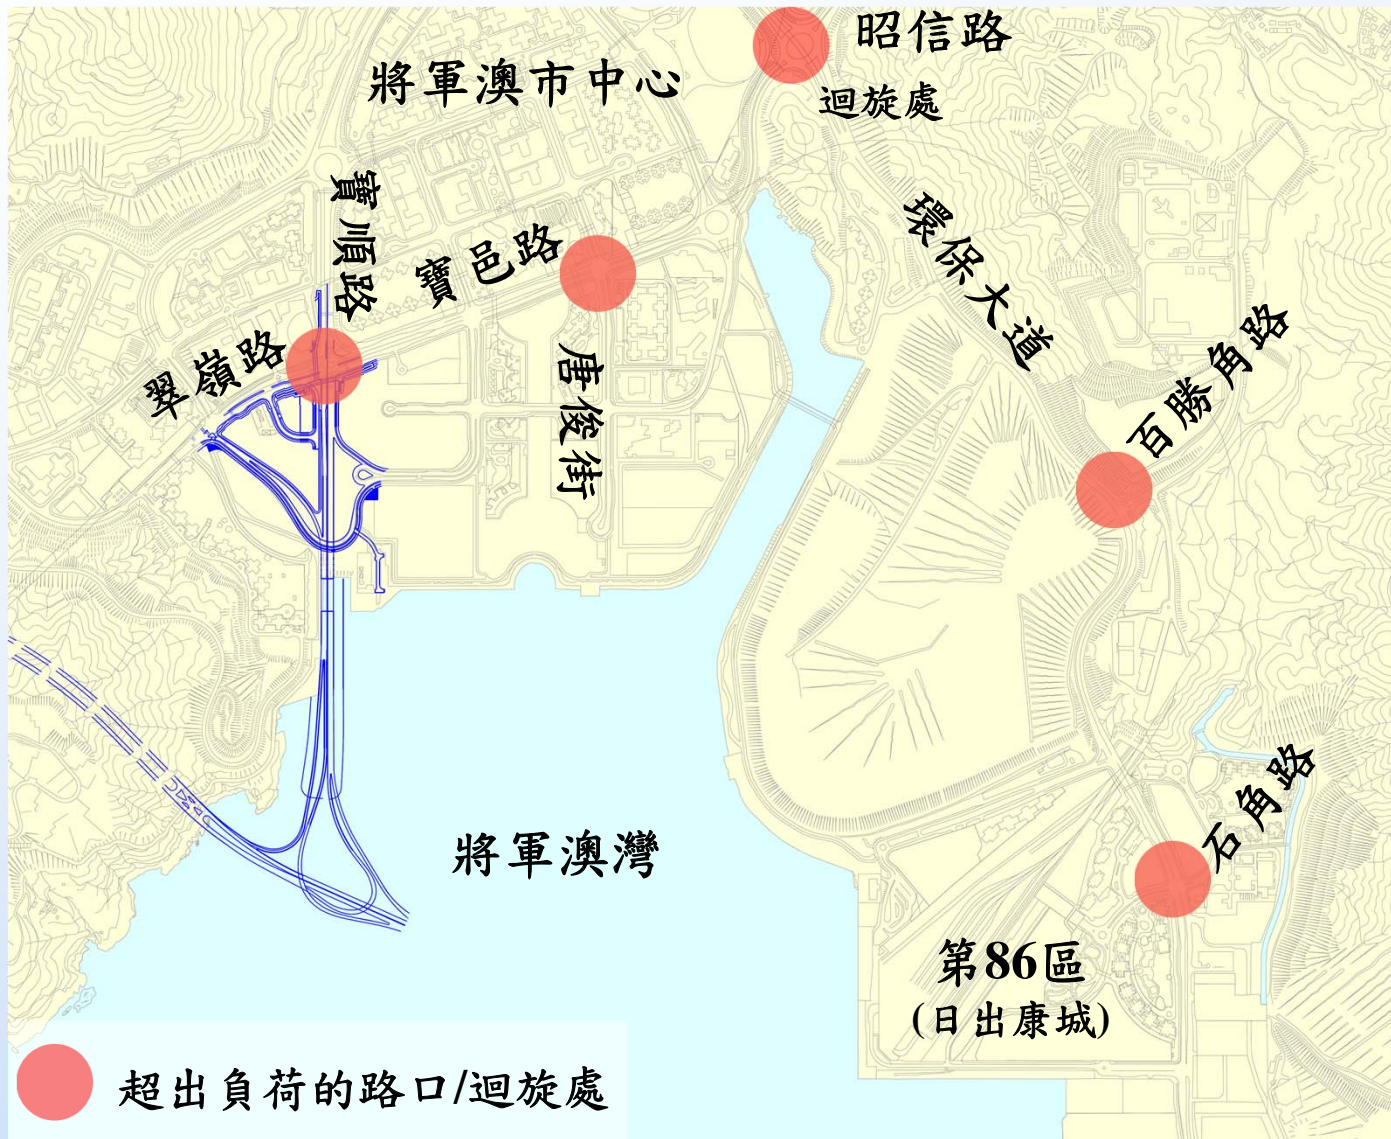 昭信路
迴旋處
將軍澳市中心
寶順路
寶邑路
環保大道
翠嶺路
唐俊街
百勝角路
石角路
將軍澳灣
第86區
(日出康城)
超出負荷的路口/迴旋處